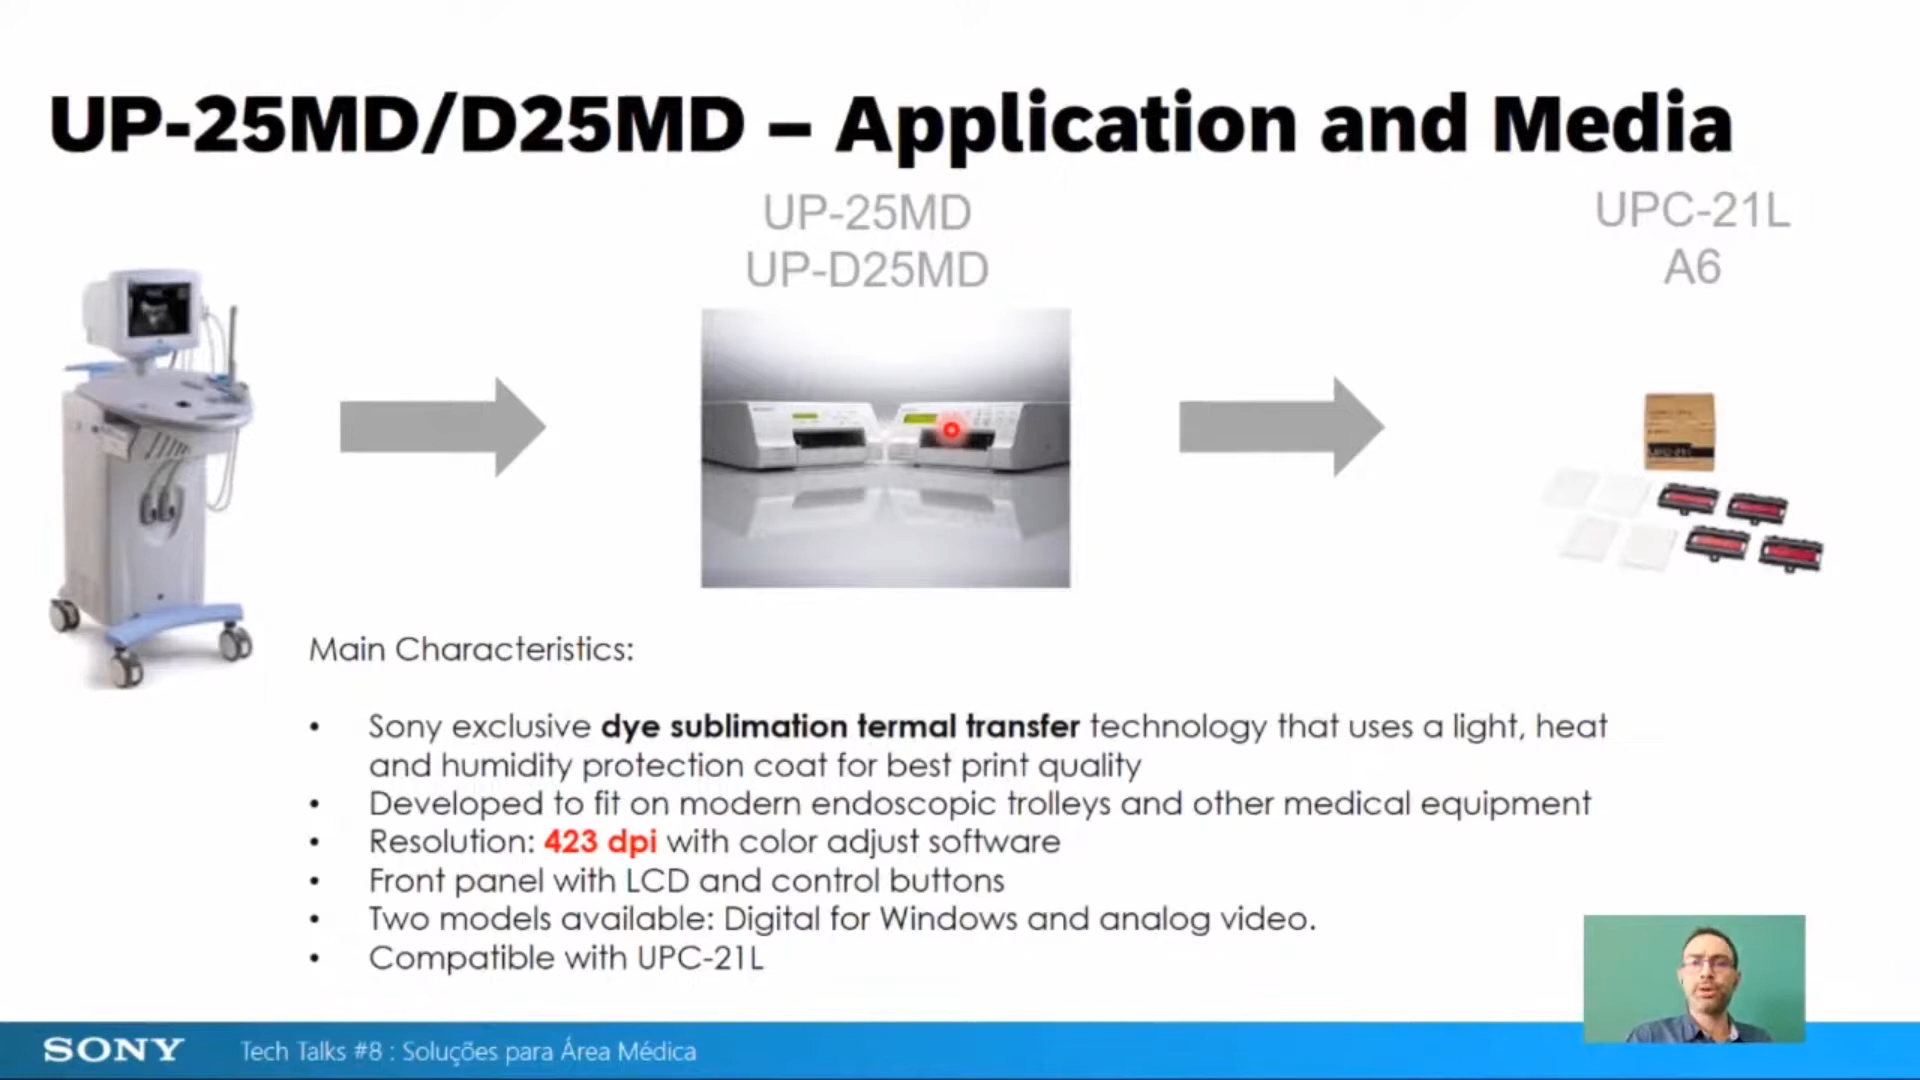 UP-25MD/D25MD – Application and Media
UP-25MD
UP-D25MD
UPC-21L
A6
Main Characteristics:
• Sony exclusive dye sublimation termal transfer technology that uses a light, heat
and humidity protection coat for best print quality
• Developed to fit on modern endoscopic trolleys and other medical equipment
• Resolution: 423 dpi with color adjust software
• Front panel with LCD and control buttons
• Two models available: Digital for Windows and analog video.
• Compatible with UPC-21L
SONY
Tech Talks #8 : Soluções para Área Médica